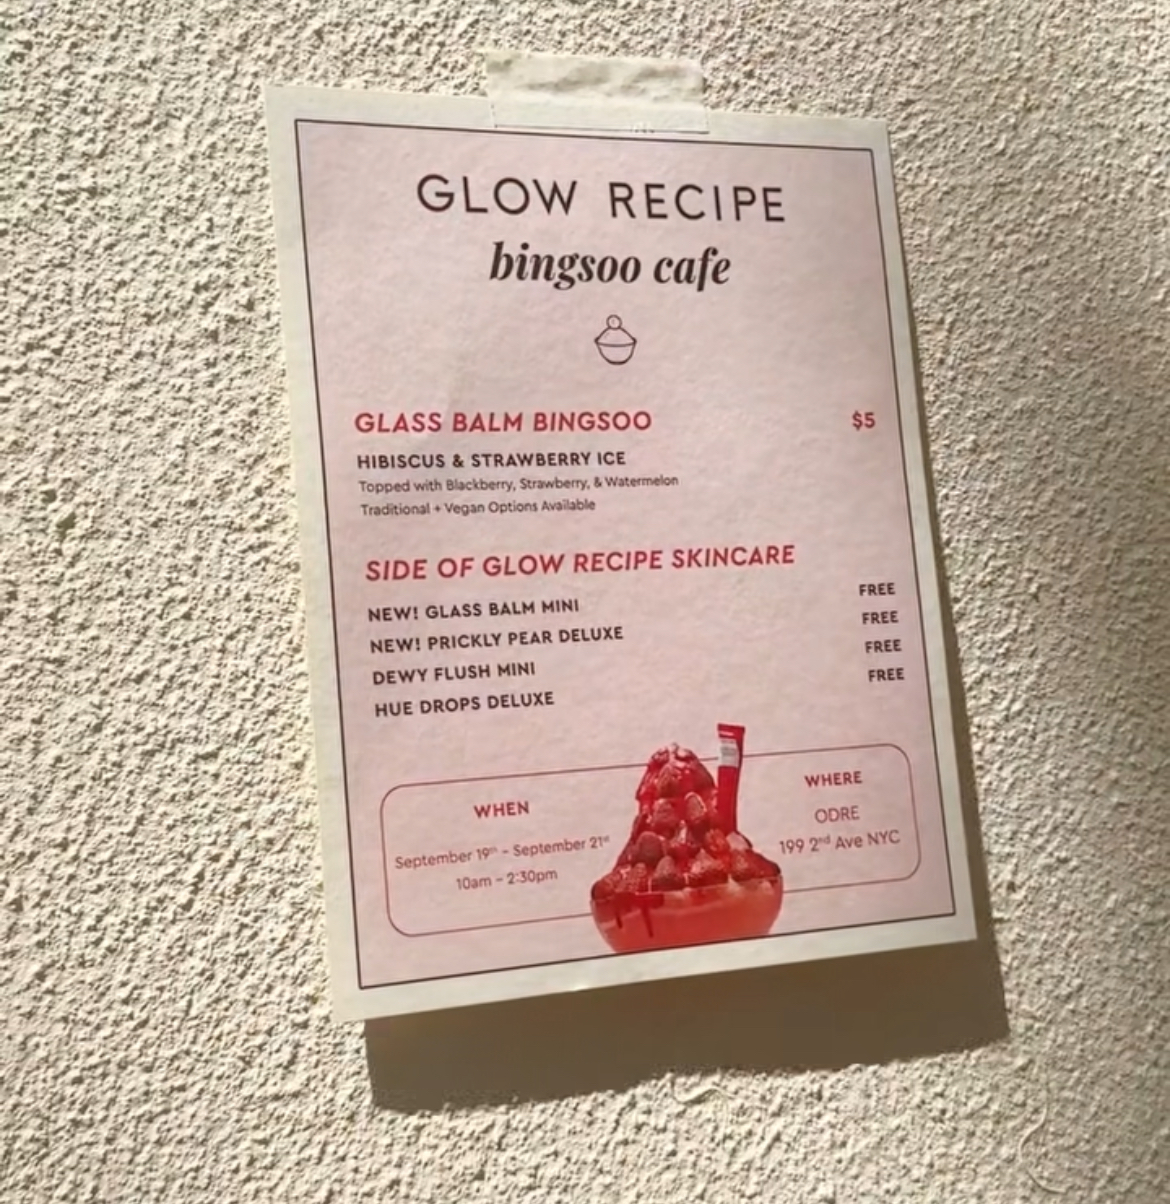 GLOW RECIPE
bingsoo cafe
GLASS BALM BINGSOO $5
HIBISCUS & STRAWBERRY ICE
Topped with Blackberry, Strawberry, & Watermelon
Traditional + Vegan Options Available
SIDE OF GLOW RECIPE SKINCARE
NEW! GLASS BALM MINI FREE
NEW! PRICKLY PEAR DELUXE FREE
DEWY FLUSH MINI FREE
HUE DROPS DELUXE FREE
WHEN
September 19th - September 21st
10am - 2:30pm
WHERE
ODRE
199 2nd Ave NYC